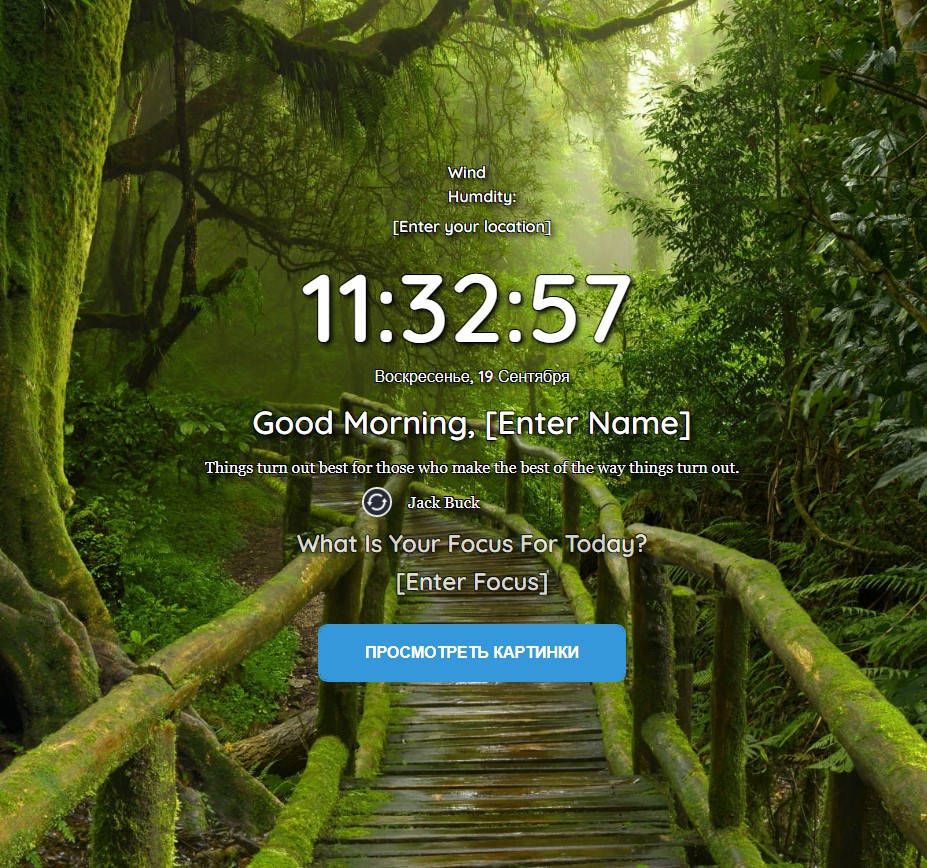 Wind
Humdity:
[Enter your location]
11:32:57
Воскресенье, 19 Сентября
Good Morning, [Enter Name]
Things turn out best for those who make the best of the way things turn out.
Jack Buck
What Is Your Focus For Today?
[Enter Focus]
ПРОСМОТРЕТЬ КАРТИНКИ